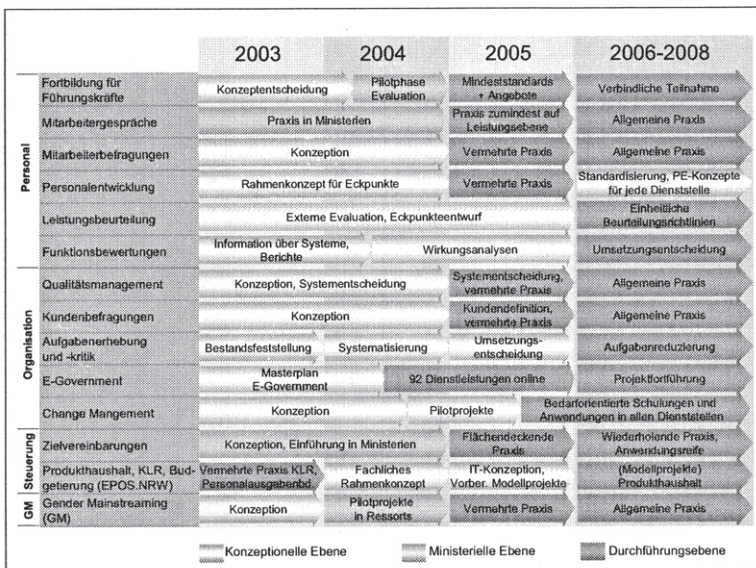 2003 2004 2005 2006-2008
Personal
Fortbildung für
Führungskräfte
Konzeptentscheidung
Pilotphase
Evaluation
Mindeststandards
+ Angebote
Verbindliche Teilnahme
Mitarbeitergespräche
Praxis in Ministerien
Praxis zumindest auf
Leistungsebene
Allgemeine Praxis
Mitarbeiterbefragungen
Konzeption
Vermehrte Praxis
Allgemeine Praxis
Personalentwicklung
Rahmenkonzept für Eckpunkte
Vermehrte Praxis
Standardisierung, PE-Konzepte
für jede Dienststelle
Leistungsbeurteilung
Externe Evaluation, Eckpunkteentwurf
Einheitliche
Beurteilungsrichtlinien
Funktionsbewertungen
Information über Systeme,
Berichte
Wirkungsanalysen
Umsetzungsentscheidung
Organisation
Qualitätsmanagement
Konzeption, Systementscheidung
Systementscheidung,
vermehrte Praxis
Allgemeine Praxis
Kundenbefragungen
Konzeption
Kundendefinition,
vermehrte Praxis
Allgemeine Praxis
Aufgabenerhebung
und -kritik
Bestandsfeststellung
Systematisierung
Umsetzungs-
entscheidung
Aufgabenreduzierung
E-Government
Masterplan
E-Government
92 Dienstleistungen online
Projektfortführung
Change Mangement
Konzeption
Pilotprojekte
Bedarforientierte Schulungen und
Anwendungen in allen Dienststellen
Steuerung
Zielvereinbarungen
Konzeption, Einführung in Ministerien
Flächendeckende
Praxis
Wiederholende Praxis,
Anwendungsreife
Produkthaushalt, KLR, Bud-
getierung (EPOS.NRW)
Vermehrte Praxis KLR,
Personalausgabenbd.
Fachliches
Rahmenkonzept
IT-Konzeption,
Vorber. Modellprojekte
(Modellprojekte)
Produkthaushalt
GM
Gender Mainstreaming
(GM)
Konzeption
Pilotprojekte
in Ressorts
Vermehrte Praxis
Allgemeine Praxis
Konzeptionelle Ebene
Ministerielle Ebene
Durchführungsebene